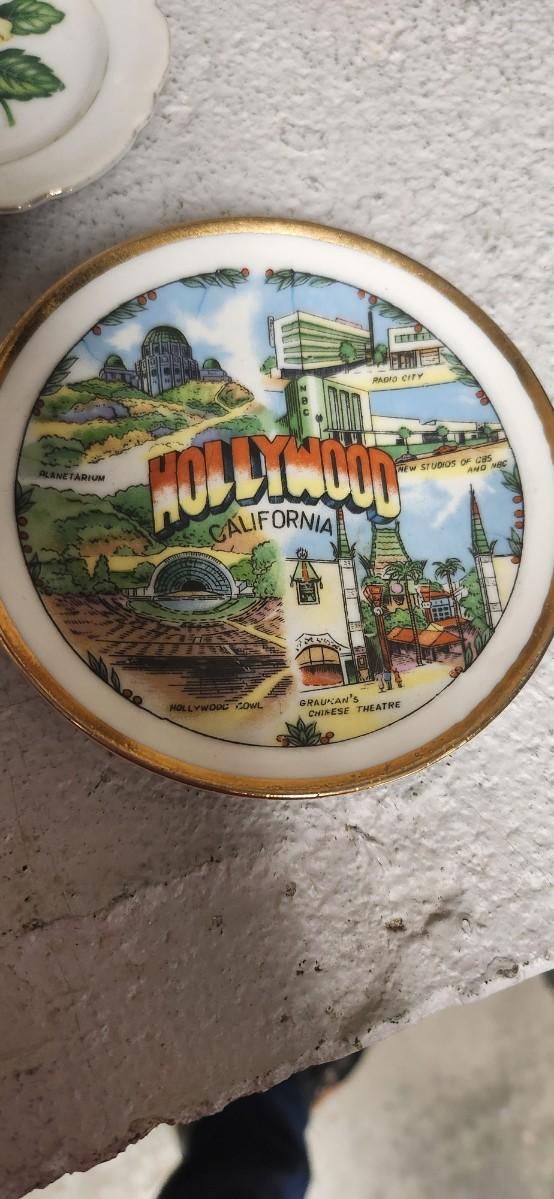 RADIO CITY
NBC
NEW STUDIOS OF CBS
AND NBC
PLANETARIUM
HOLLYWOOD
CALIFORNIA
HOLLYWOOD BOWL
GRAUMAN'S
CHINESE THEATRE